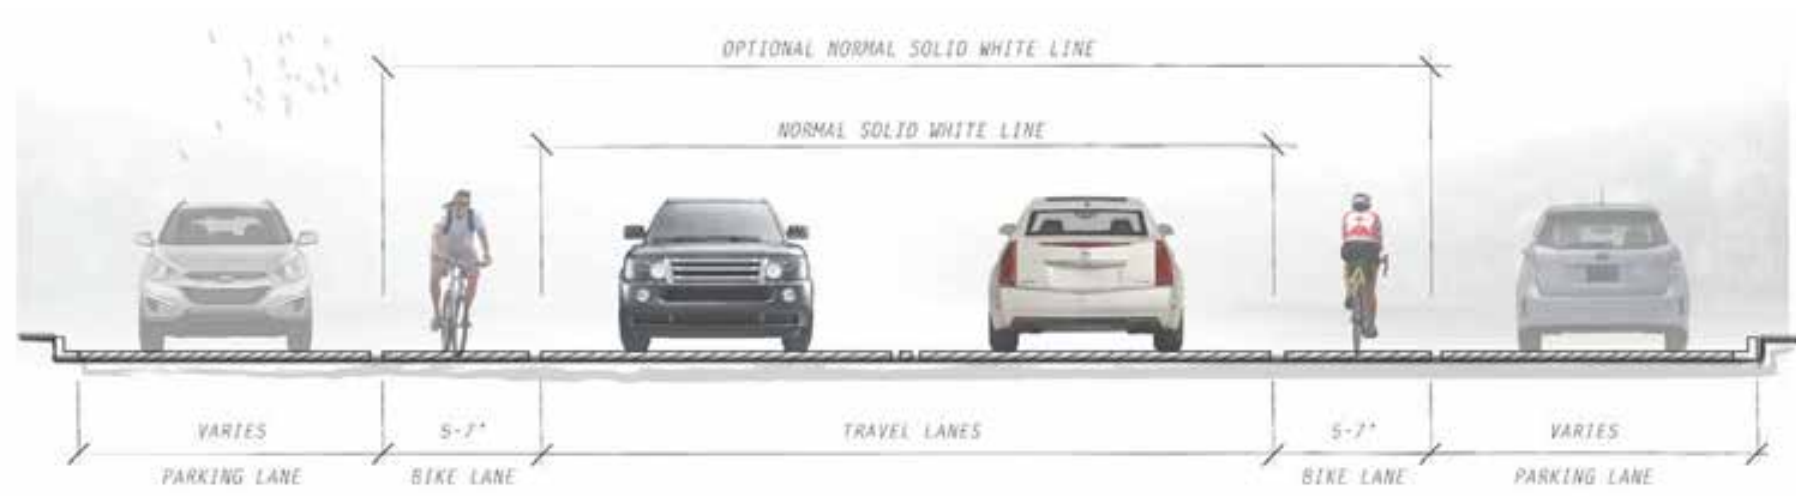 OPTIONAL NORMAL SOLID WHITE LINE
NORMAL SOLID WHITE LINE
VARIES
5-7'
TRAVEL LANES
5-7'
VARIES
PARKING LANE
BIKE LANE
BIKE LANE
PARKING LANE